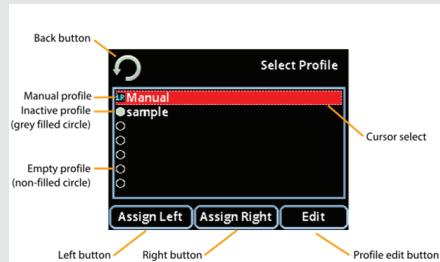 Back button
Select Profile
Manual profile
Manual
Inactive profile
(grey filled circle)
sample
Cursor select
Empty profile
(non-filled circle)
Assign Left
Assign Right
Edit
Left button
Right button
Profile edit button